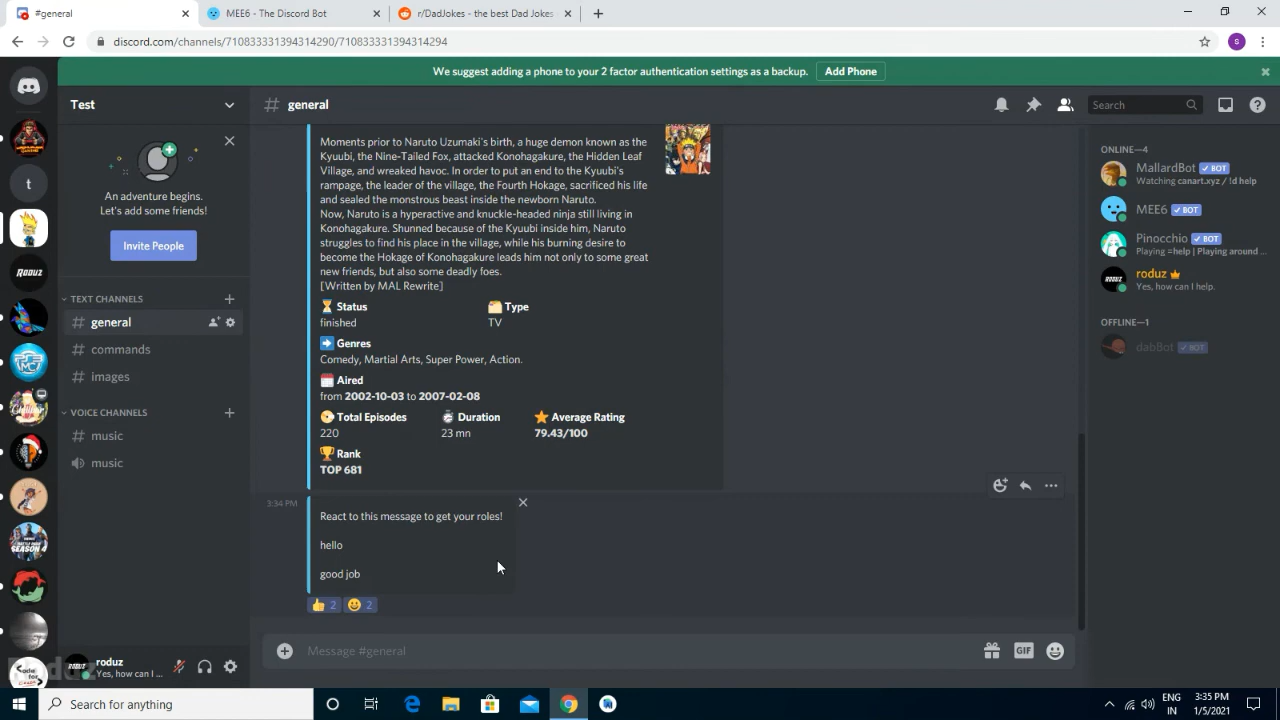 #general
MEE6 - The Discord Bot
r/DadJokes - the best Dad Jokes
discord.com/channels/710833331394314290/710833331394314294
We suggest adding a phone to your 2 factor authentication settings as a backup.
Add Phone
Test
general
Search
An adventure begins.
Let's add some friends!
Invite People
TEXT CHANNELS
general
commands
images
VOICE CHANNELS
music
music
Moments prior to Naruto Uzumaki's birth, a huge demon known as the
Kyuubi, the Nine-Tailed Fox, attacked Konohagakure, the Hidden Leaf
Village, and wreaked havoc. In order to put an end to the Kyuubi's
rampage, the leader of the village, the Fourth Hokage, sacrificed his life
and sealed the monstrous beast inside the newborn Naruto.
Now, Naruto is a hyperactive and knuckle-headed ninja still living in
Konohagakure. Shunned because of the Kyuubi inside him, Naruto
struggles to find his place in the village, while his burning desire to
become the Hokage of Konohagakure leads him not only to some great
new friends, but also some deadly foes.
[Written by MAL Rewrite]
Status
finished
Type
TV
Genres
Comedy, Martial Arts, Super Power, Action.
Aired
from 2002-10-03 to 2007-02-08
Total Episodes
220
Duration
23 mn
Average Rating
79.43/100
Rank
TOP 681
3:34 PM
React to this message to get your roles!
hello
good job
2
2
Message #general
GIF
ONLINE—4
MallardBot BOT
Watching canart.xyz / !d help
MEE6 BOT
Pinocchio BOT
Playing =help | Playing around ...
roduz
Yes, how can I help.
OFFLINE—1
dabBot BOT
t
RODUZ
roduz
Yes, how can I ...
Search for anything
ENG
IN
3:35 PM
1/5/2021